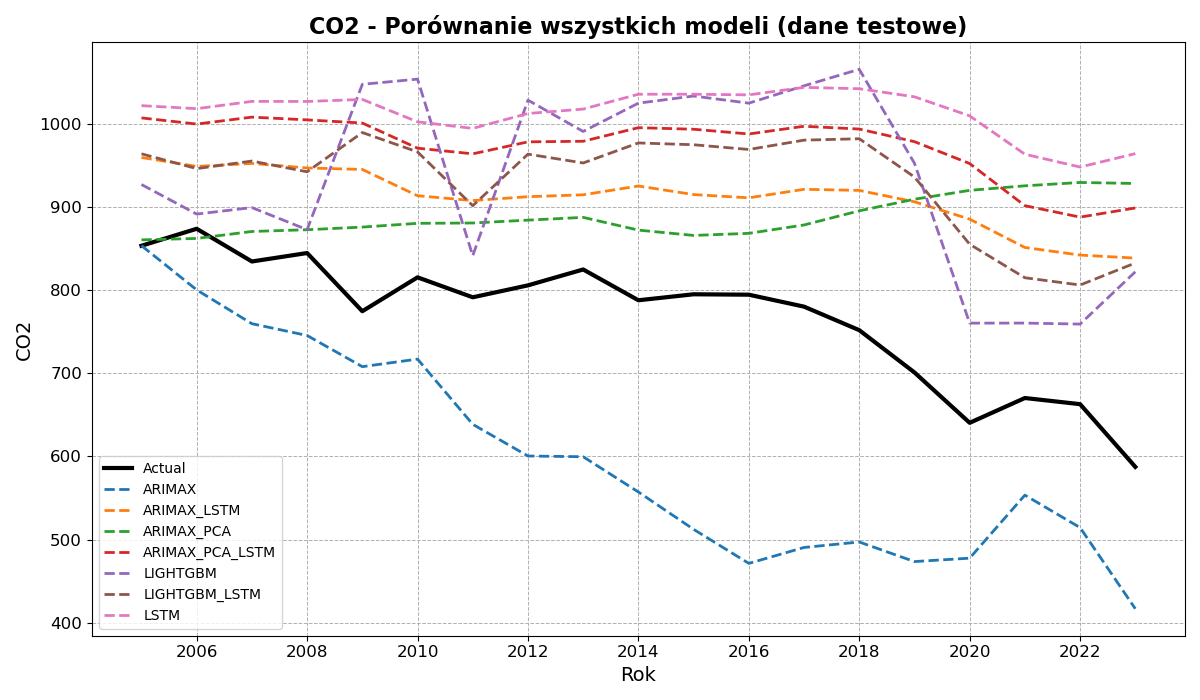 CO2 - Porównanie wszystkich modeli (dane testowe)
CO2
1000
900
800
700
600
500
400
Actual
ARIMAX
ARIMAX_LSTM
ARIMAX_PCA
ARIMAX_PCA_LSTM
LIGHTGBM
LIGHTGBM_LSTM
LSTM
2006 2008 2010 2012 2014 2016 2018 2020 2022
Rok